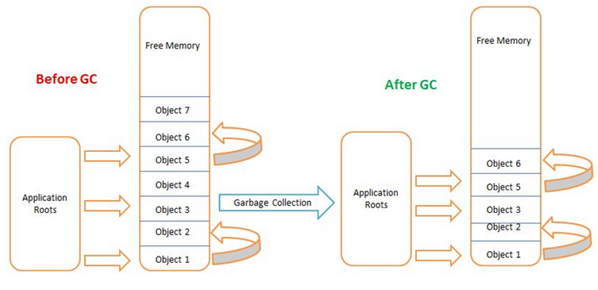 Before GC
Free Memory
Object 7
Object 6
Object 5
Object 4
Object 3
Object 2
Object 1
Application
Roots
Garbage Collection
After GC
Free Memory
Object 6
Object 5
Object 3
Object 2
Object 1
Application
Roots